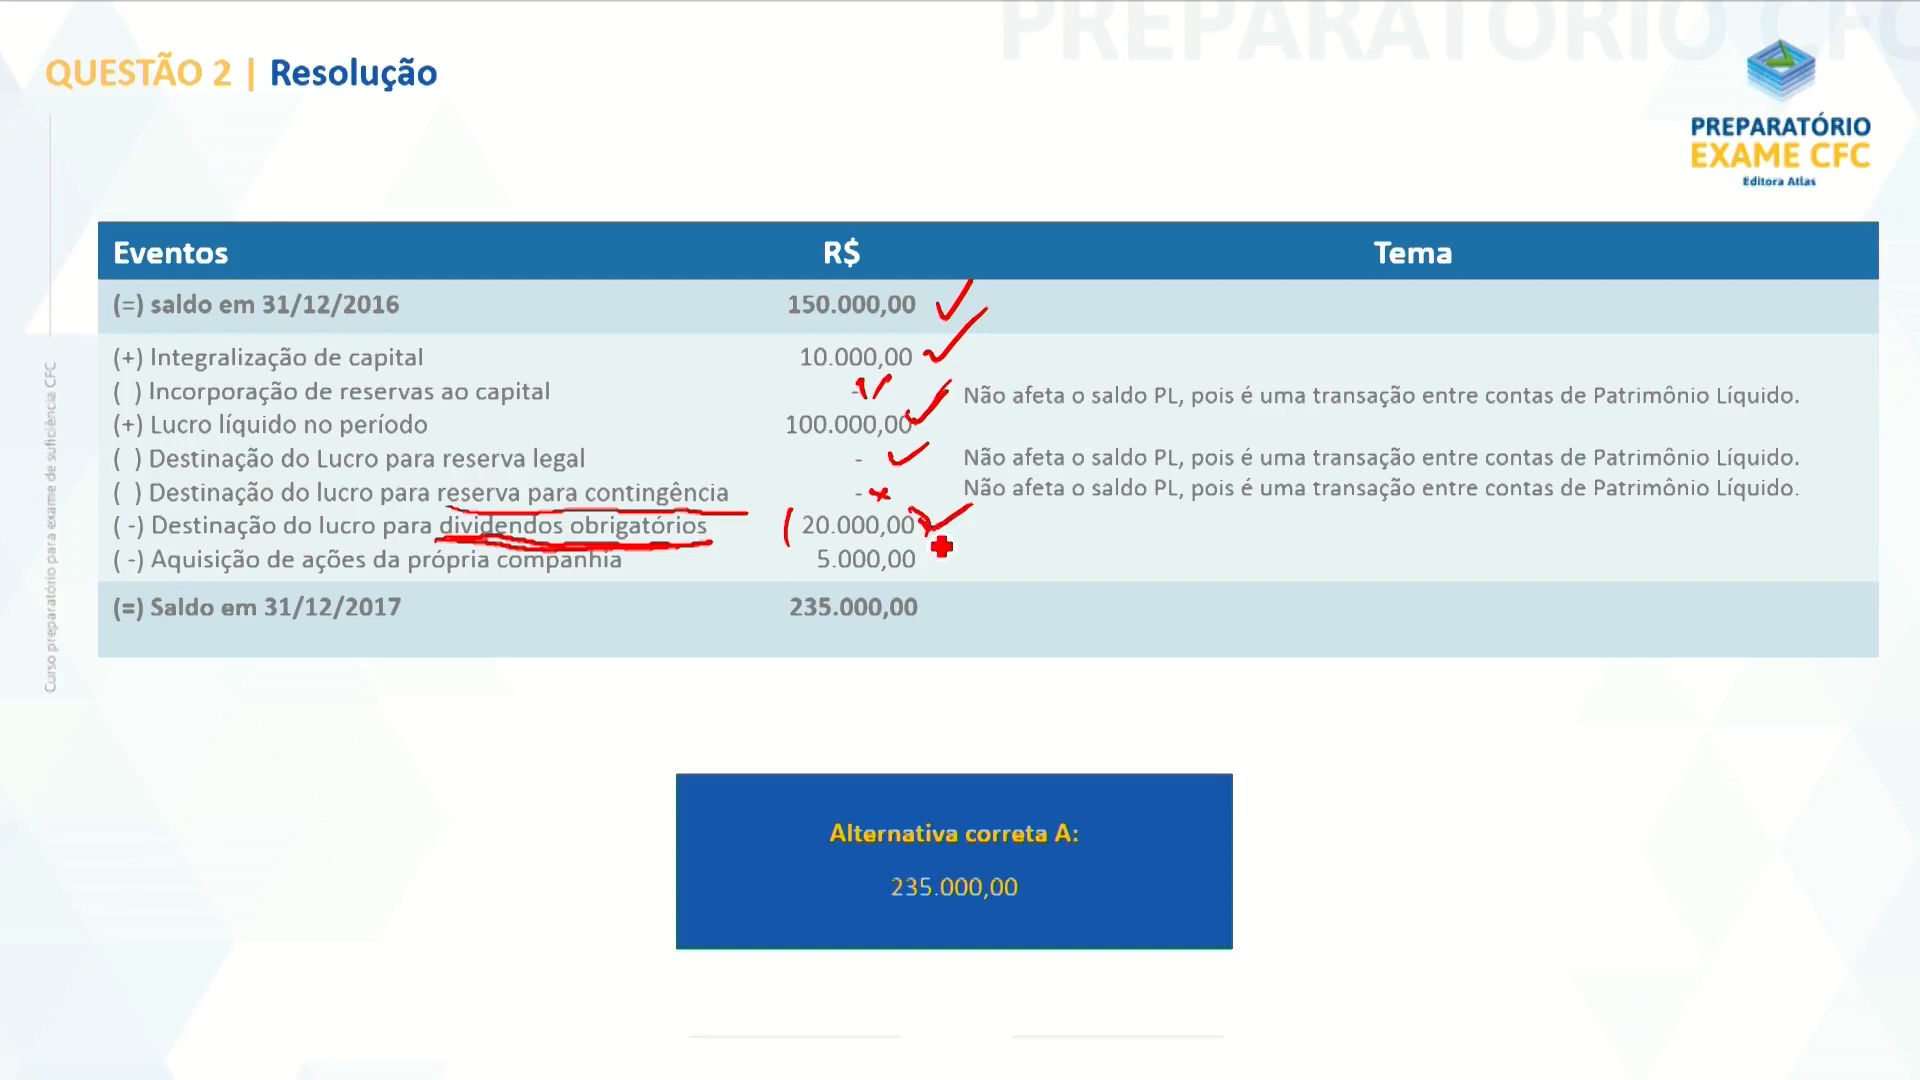 PREPARATÓRIO CFC
QUESTÃO 2 | Resolução
PREPARATÓRIO
EXAME CFC
Editora Atlas
Curso preparatório para exame de suficiência CFC
Eventos R$ Tema
(=) saldo em 31/12/2016 150.000,00
(+) Integralização de capital 10.000,00
( ) Incorporação de reservas ao capital - Não afeta o saldo PL, pois é uma transação entre contas de Patrimônio Líquido.
(+) Lucro líquido no período 100.000,00
( ) Destinação do Lucro para reserva legal - Não afeta o saldo PL, pois é uma transação entre contas de Patrimônio Líquido.
( ) Destinação do lucro para reserva para contingência - Não afeta o saldo PL, pois é uma transação entre contas de Patrimônio Líquido.
( -) Destinação do lucro para dividendos obrigatórios (20.000,00)
( -) Aquisição de ações da própria companhia 5.000,00
(=) Saldo em 31/12/2017 235.000,00
Alternativa correta A:
235.000,00